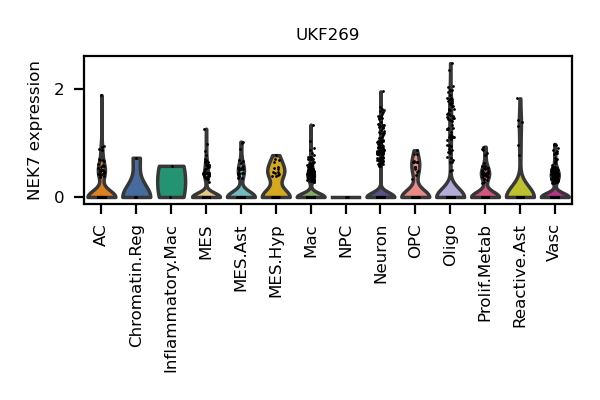 UKF269
NEK7 expression
2
0
AC
Chromatin.Reg
Inflammatory.Mac
MES
MES.Ast
MES.Hyp
Mac
NPC
Neuron
OPC
Oligo
Prolif.Metab
Reactive.Ast
Vasc